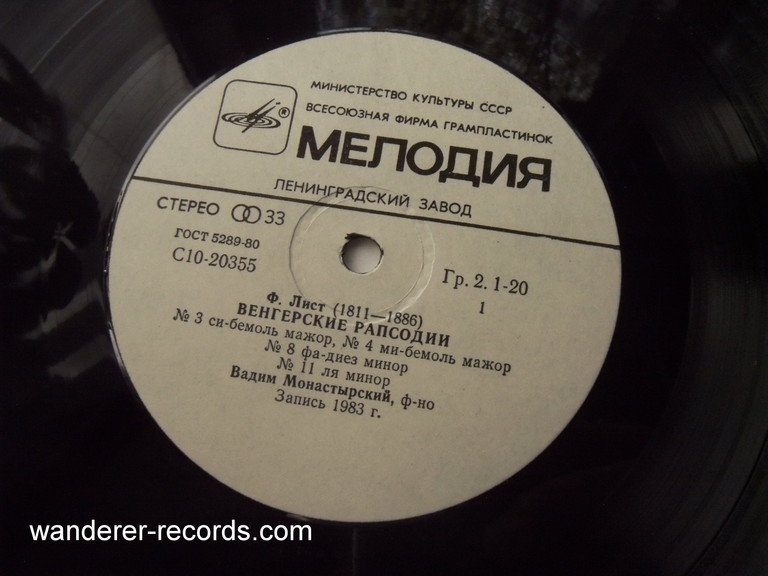 МИНИСТЕРСТВО КУЛЬТУРЫ СССР
ВСЕСОЮЗНАЯ ФИРМА ГРАМПЛАСТИНОК
®
МЕЛОДИЯ
ЛЕНИНГРАДСКИЙ ЗАВОД
СТЕРЕО 33
ГОСТ 5289-80
С10-20355
Гр. 2. 1-20
1
Ф. Лист (1811—1886)
ВЕНГЕРСКИЕ РАПСОДИИ
№ 3 си-бемоль мажор, № 4 ми-бемоль мажор
№ 8 фа-диез минор
№ 11 ля минор
Вадим Монастырский, ф-но
Запись 1983 г.
wanderer-records.com